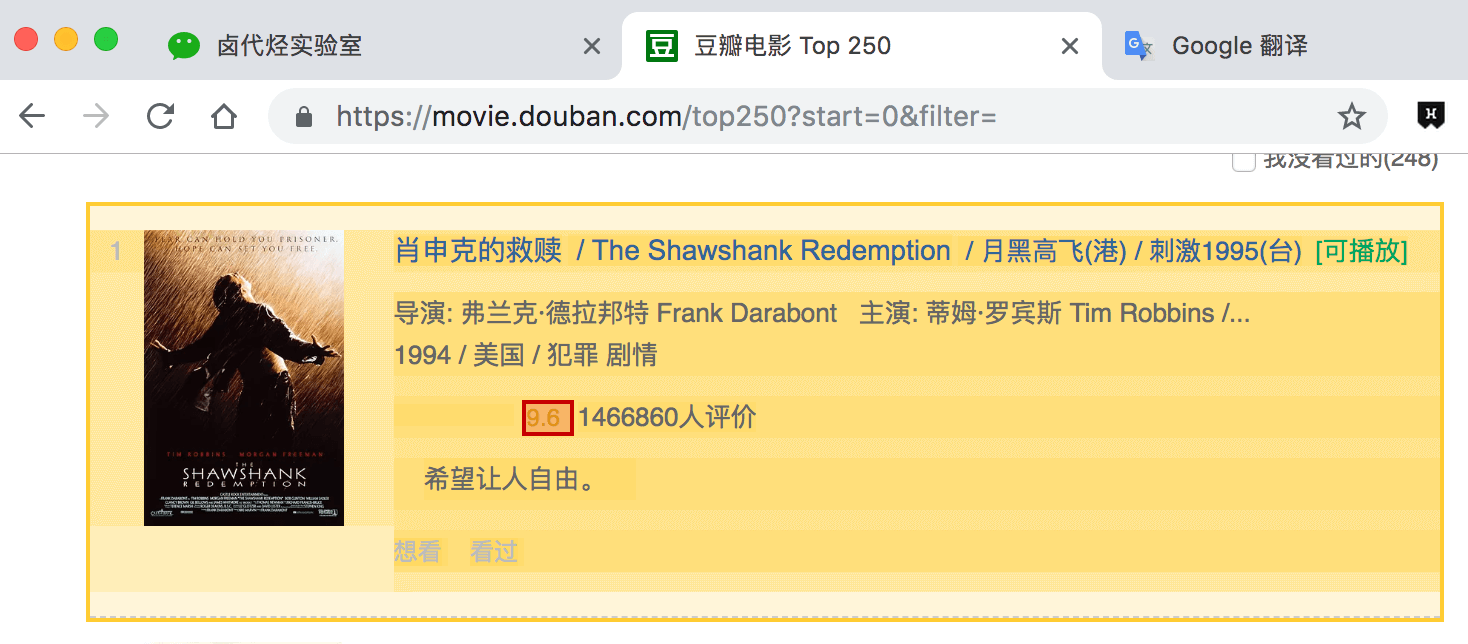 卤代烃实验室
豆瓣电影 Top 250
Google 翻译
https://movie.douban.com/top250?start=0&filter=
我没看过的(248)
1
FEAR CAN HOLD YOU PRISONER.
HOPE CAN SET YOU FREE.
TIM ROBBINS MORGAN FREEMAN
THE
SHAWSHANK
REDEMPTION
肖申克的救赎 / The Shawshank Redemption / 月黑高飞(港) / 刺激1995(台) [可播放]
导演: 弗兰克·德拉邦特 Frank Darabont 主演: 蒂姆·罗宾斯 Tim Robbins /...
1994 / 美国 / 犯罪 剧情
9.6 1466860人评价
希望让人自由。
想看 看过